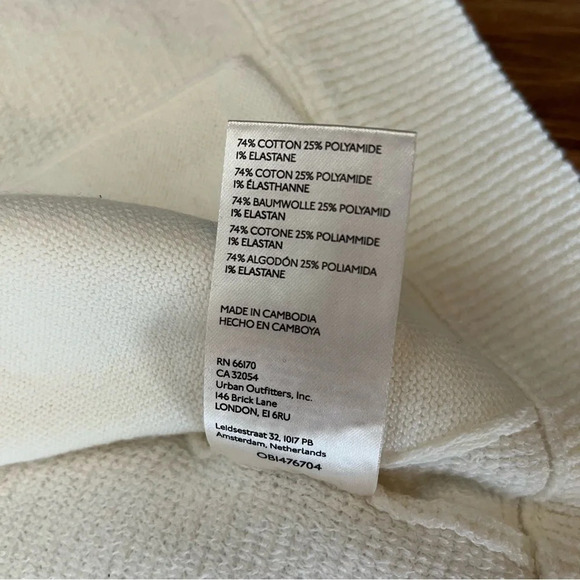 74% COTTON 25% POLYAMIDE
1% ELASTANE
74% COTON 25% POLYAMIDE
1% ÉLASTHANNE
74% BAUMWOLLE 25% POLYAMID
1% ELASTAN
74% COTONE 25% POLIAMMIDE
1% ELASTAN
74% ALGODÓN 25% POLIAMIDA
1% ELASTANE
MADE IN CAMBODIA
HECHO EN CAMBOYA
RN 66170
CA 32054
Urban Outfitters, Inc.
146 Brick Lane
LONDON, E1 6RU
Leidsestraat 32, 1017 PB
Amsterdam, Netherlands
OB1476704